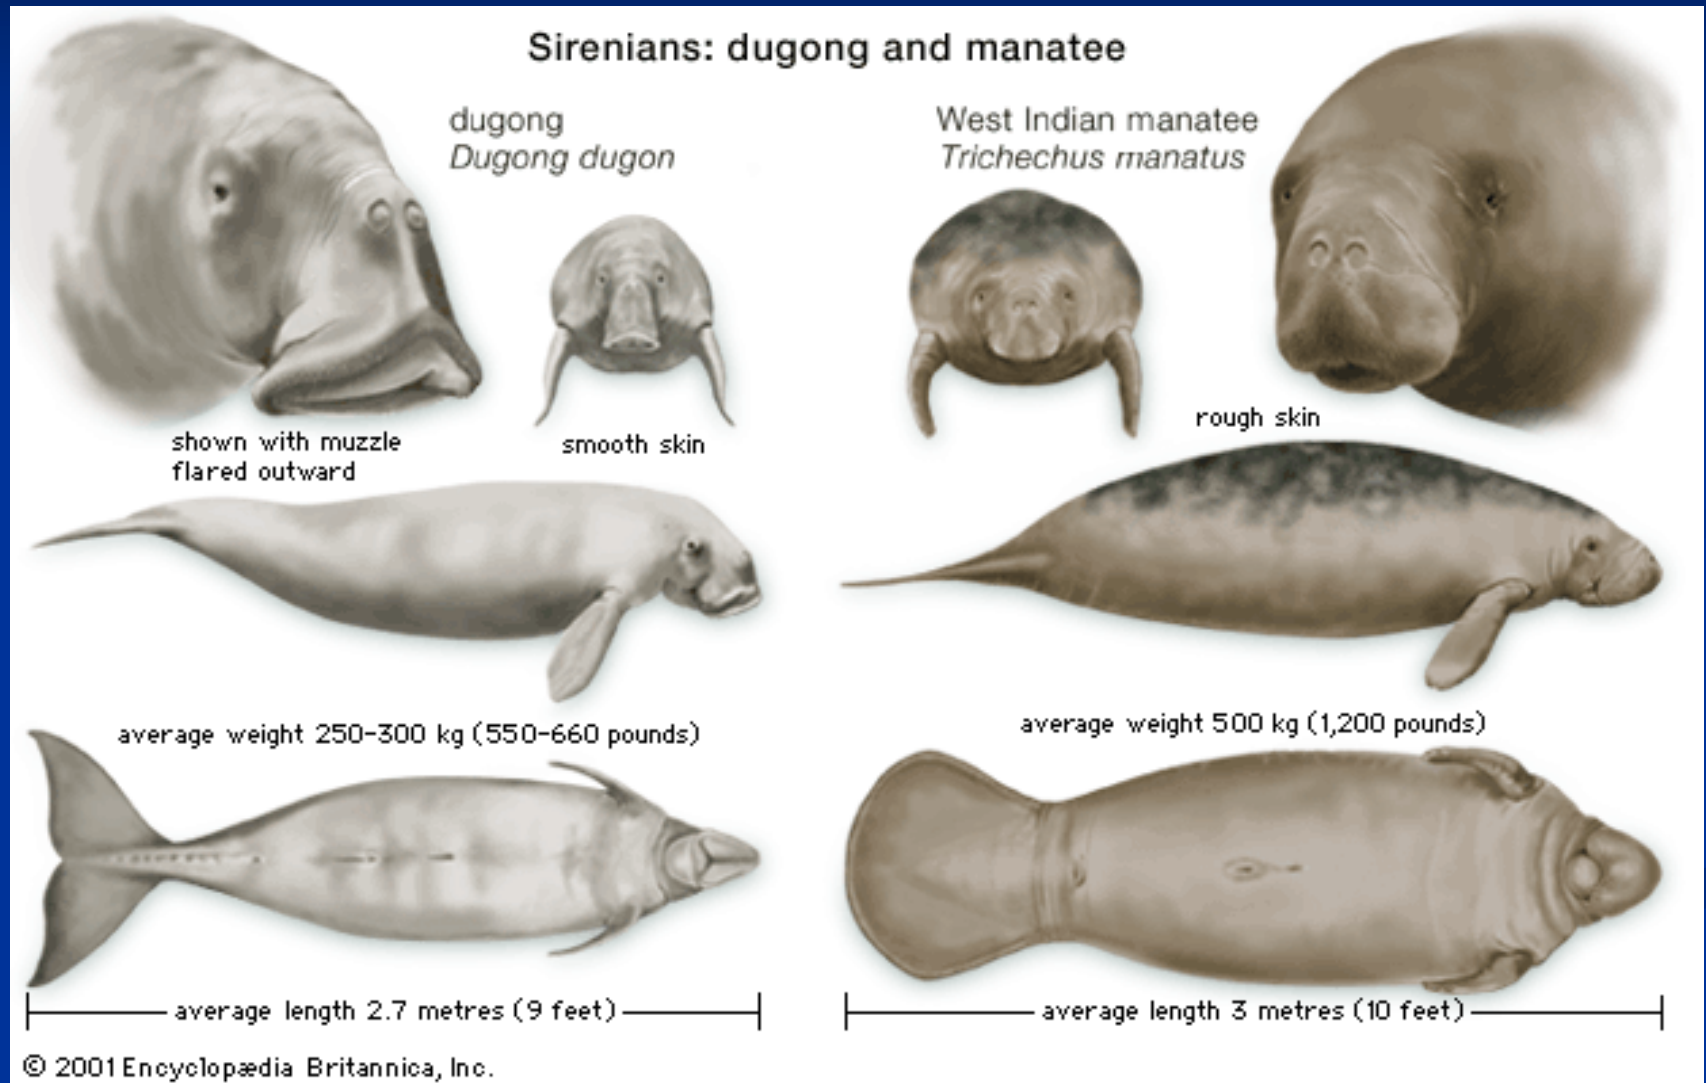 Sirenians: dugong and manatee
dugong
Dugong dugon
West Indian manatee
Trichechus manatus
shown with muzzle
flared outward
smooth skin
rough skin
average weight 250-300 kg (550-660 pounds)
average weight 500 kg (1,200 pounds)
average length 2.7 metres (9 feet)
average length 3 metres (10 feet)
© 2001 Encyclopædia Britannica, Inc.